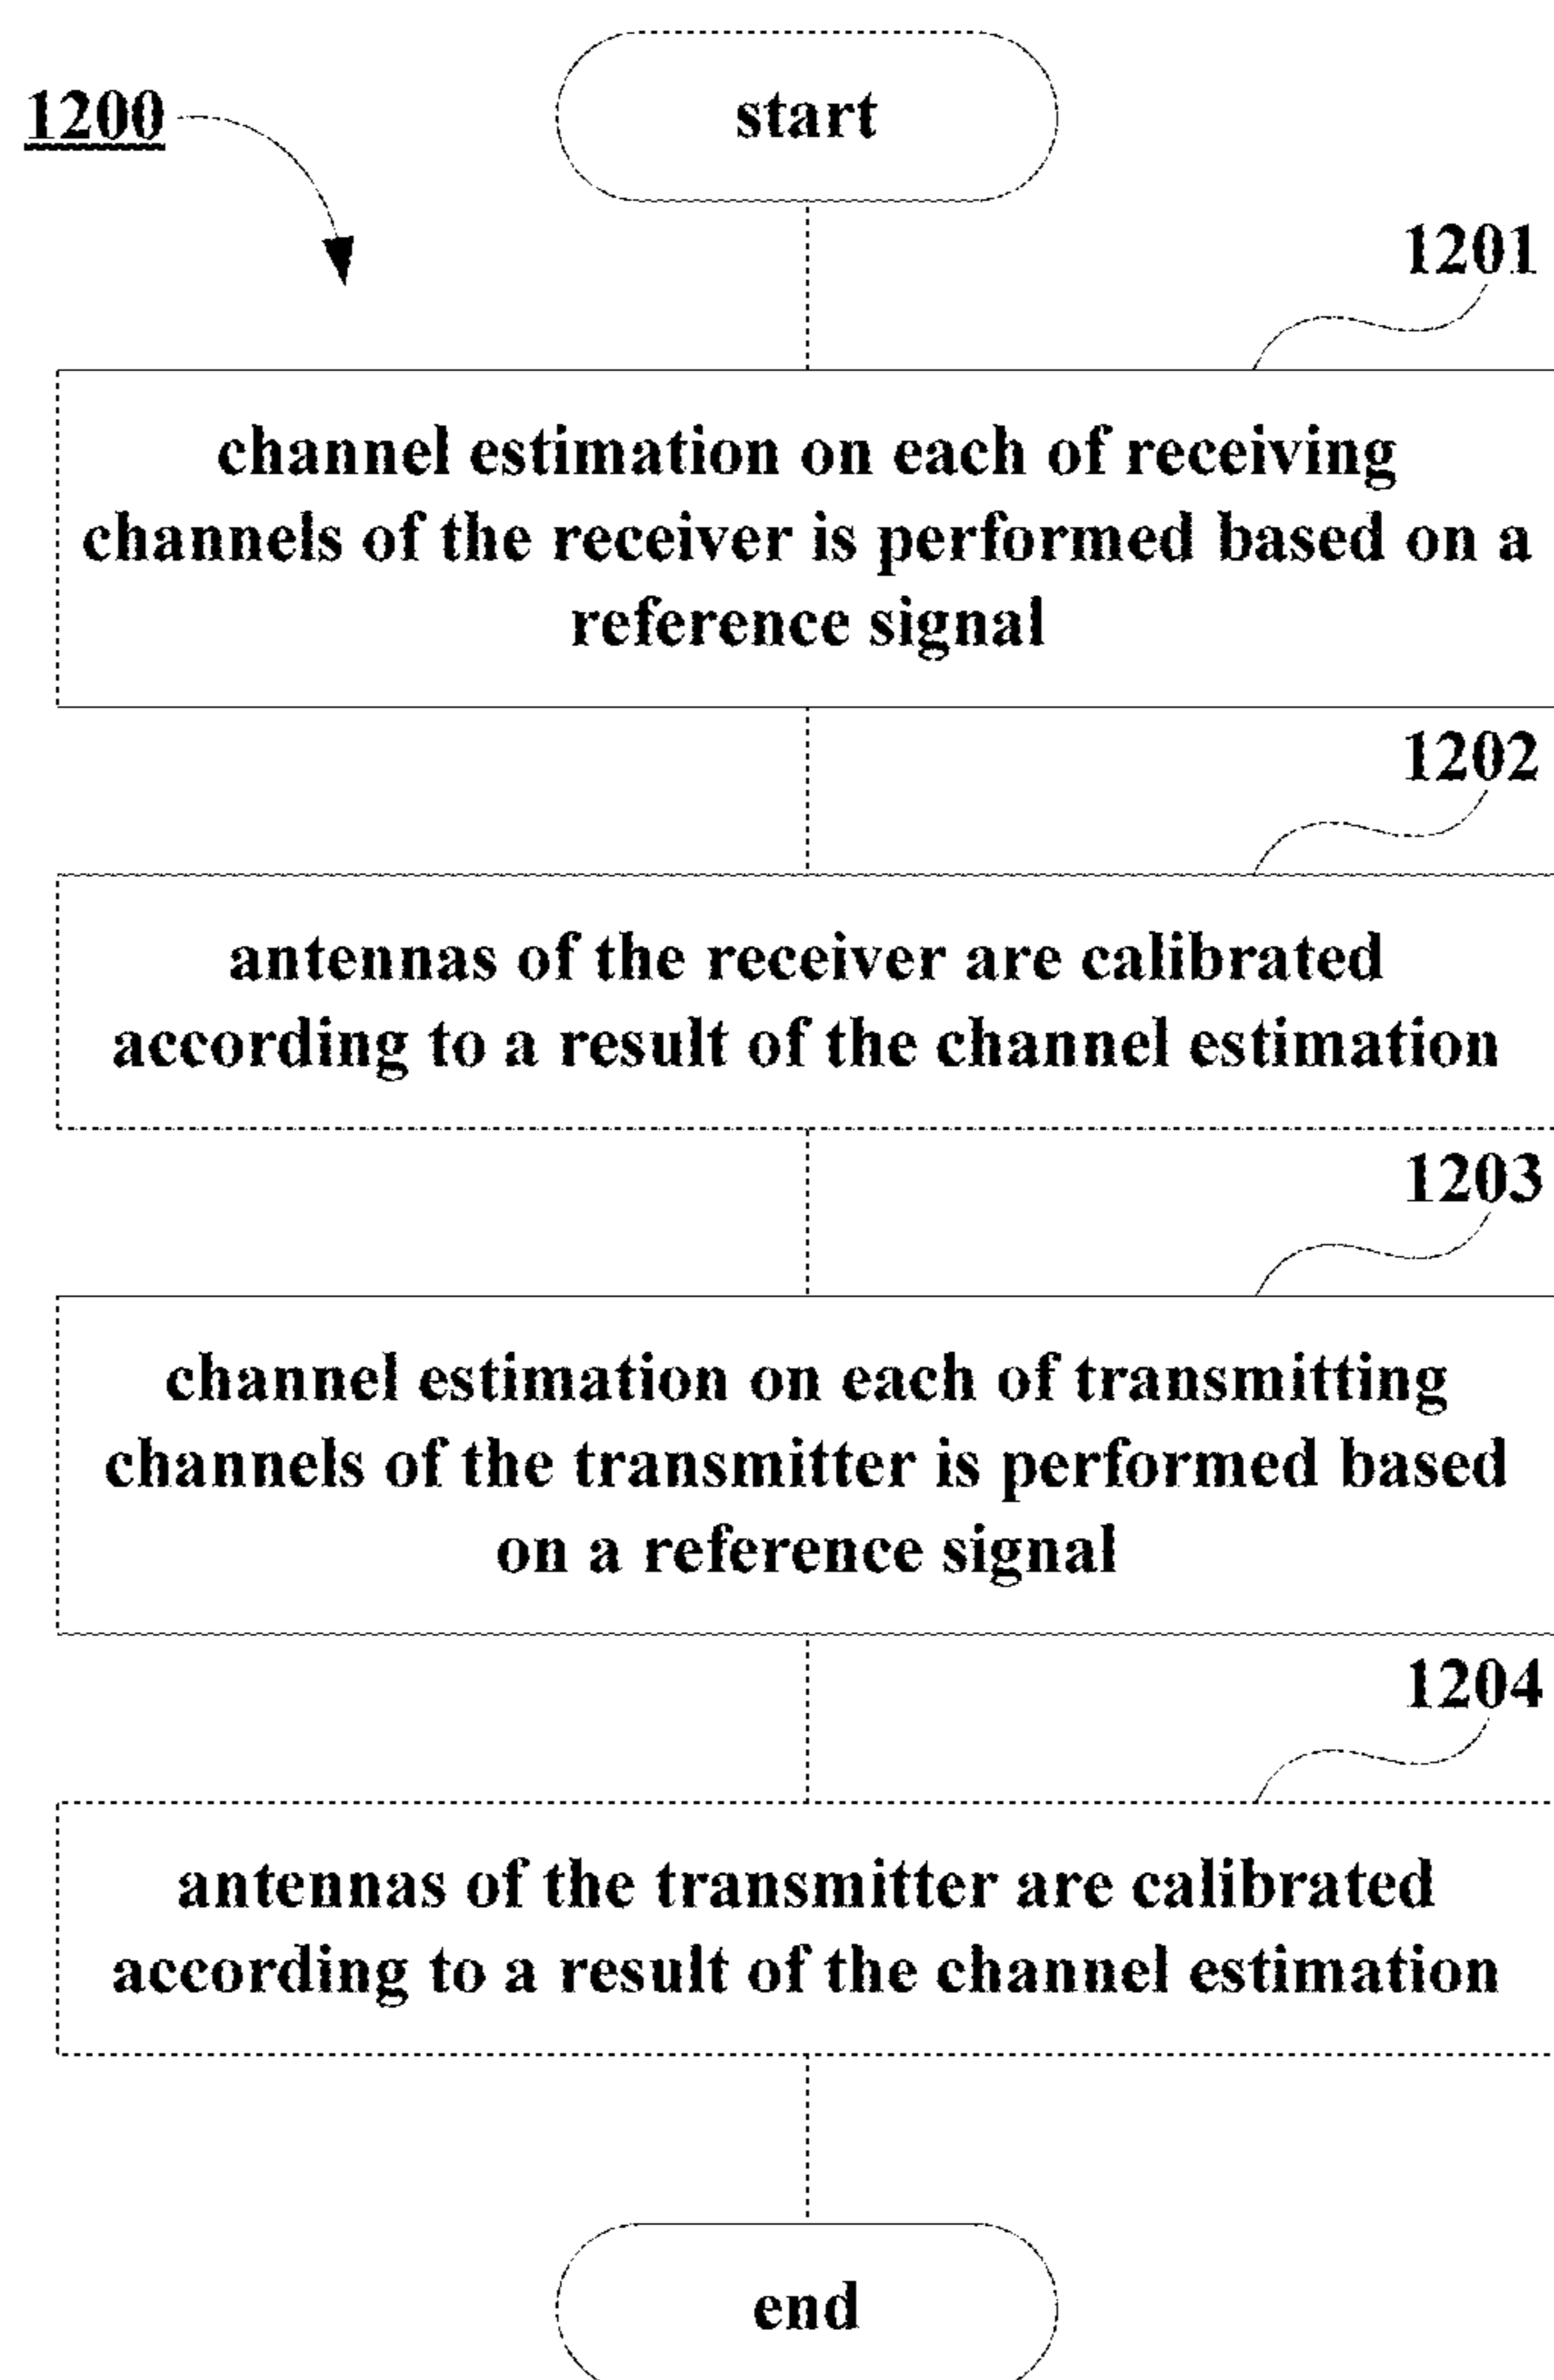 start
1200
1201
channel estimation on each of receiving
channels of the receiver is performed based on a
reference signal
1202
antennas of the receiver are calibrated
according to a result of the channel estimation
1203
channel estimation on each of transmitting
channels of the transmitter is performed based
on a reference signal
1204
antennas of the transmitter are calibrated
according to a result of the channel estimation
end